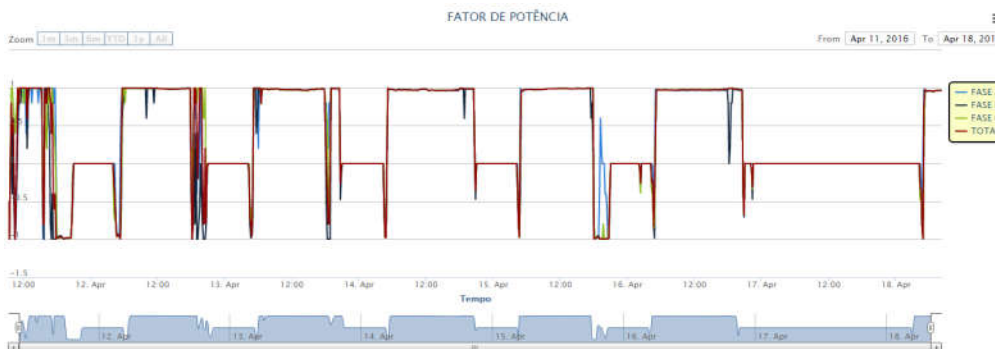 FATOR DE POTÊNCIA
Zoom 1m 3m 6m YTD 1y All
From Apr 11, 2016 To Apr 18, 201
FASE
FASE
FASE
TOTA
-1.5
12:00 12. Apr 12:00 13. Apr 12:00 14. Apr 12:00 15. Apr 12:00 16. Apr 12:00 17. Apr 12:00 18. Apr
Tempo
12. Apr 13. Apr 14. Apr 15. Apr 16. Apr 17. Apr 18. Apr